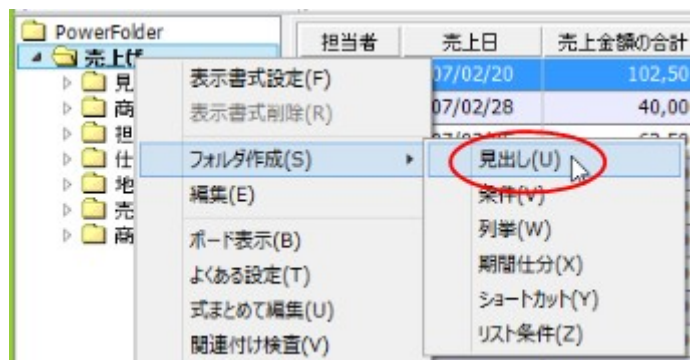 PowerFolder
売上げ
見
商
担
仕
地
売
商
担当者 売上日 売上金額の合計
07/02/20 102,50
07/02/28 40,00
表示書式設定(F)
表示書式削除(R)
フォルダ作成(S)
編集(E)
ボード表示(B)
よくある設定(T)
式まとめて編集(U)
関連付け検査(V)
見出し(U)
条件(V)
列挙(W)
期間仕分(X)
ショートカット(Y)
リスト条件(Z)